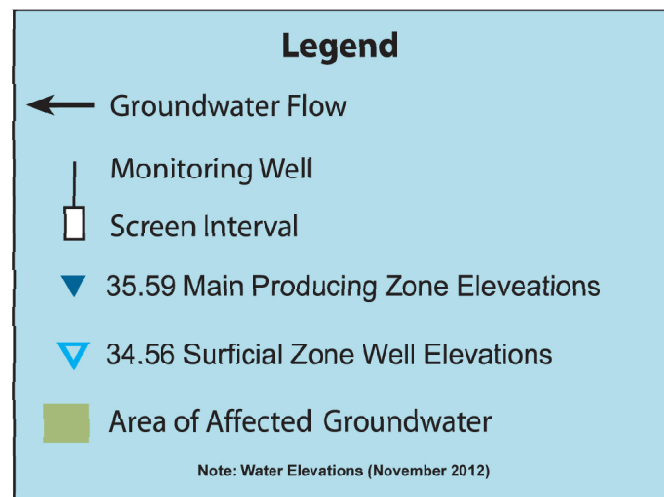 Legend
Groundwater Flow
Monitoring Well
Screen Interval
35.59 Main Producing Zone Eleveations
34.56 Surficial Zone Well Elevations
Area of Affected Groundwater
Note: Water Elevations (November 2012)